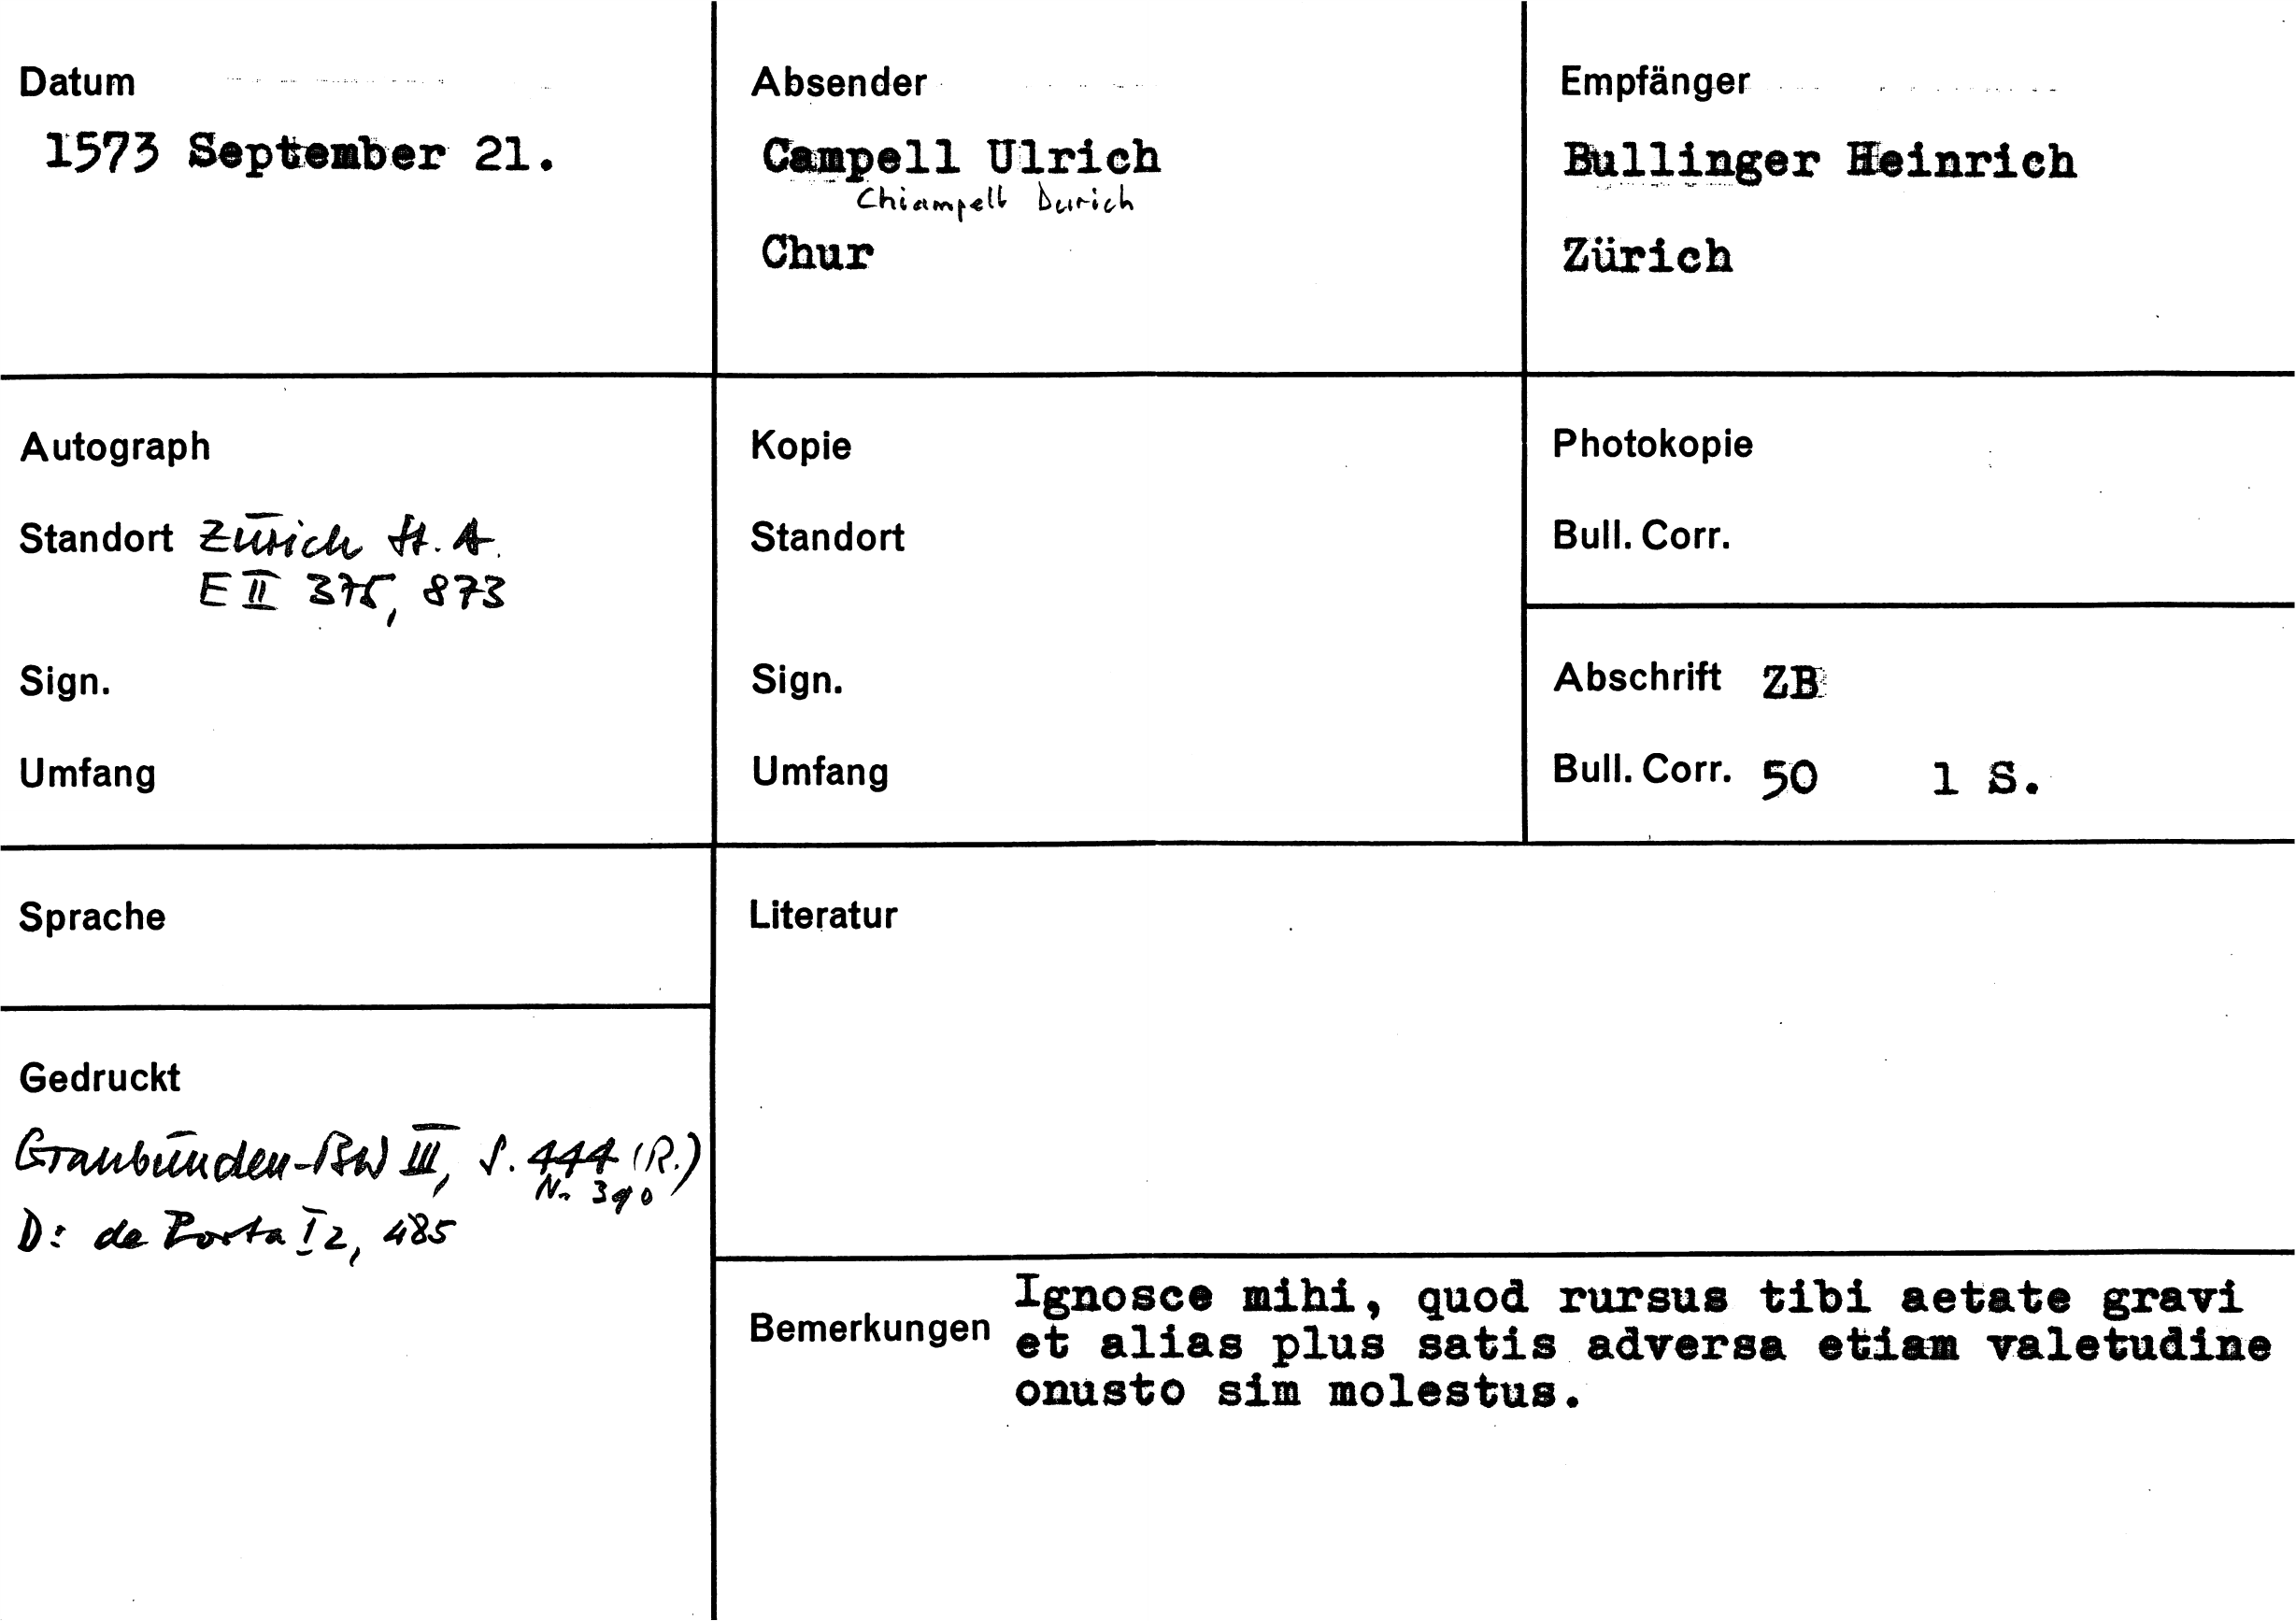 Datum
1573 September 21.
Absender
Campell Ulrich
Chiampell Durich
Chur
Empfänger
Bullinger Heinrich
Zürich
Autograph
Standort Zürich St. A.
E II 375, 873
Sign.
Umfang
Kopie
Standort
Sign.
Umfang
Photokopie
Bull. Corr.
Abschrift ZB
Bull. Corr. 50 1 S.
Sprache
Gedruckt
Graubünden-BW III, S. 444 (R.)
Nr. 390
D: de Porta I 2, 485
Literatur
Bemerkungen
Ignosce mihi, quod rursus tibi aetate gravi
et alias plus satis adversa etiam valetudine
onusto sim molestus.